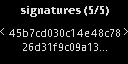 signatures (5/5)
< 45b7cd030c14e48c78 >
26d31f9c09a13...